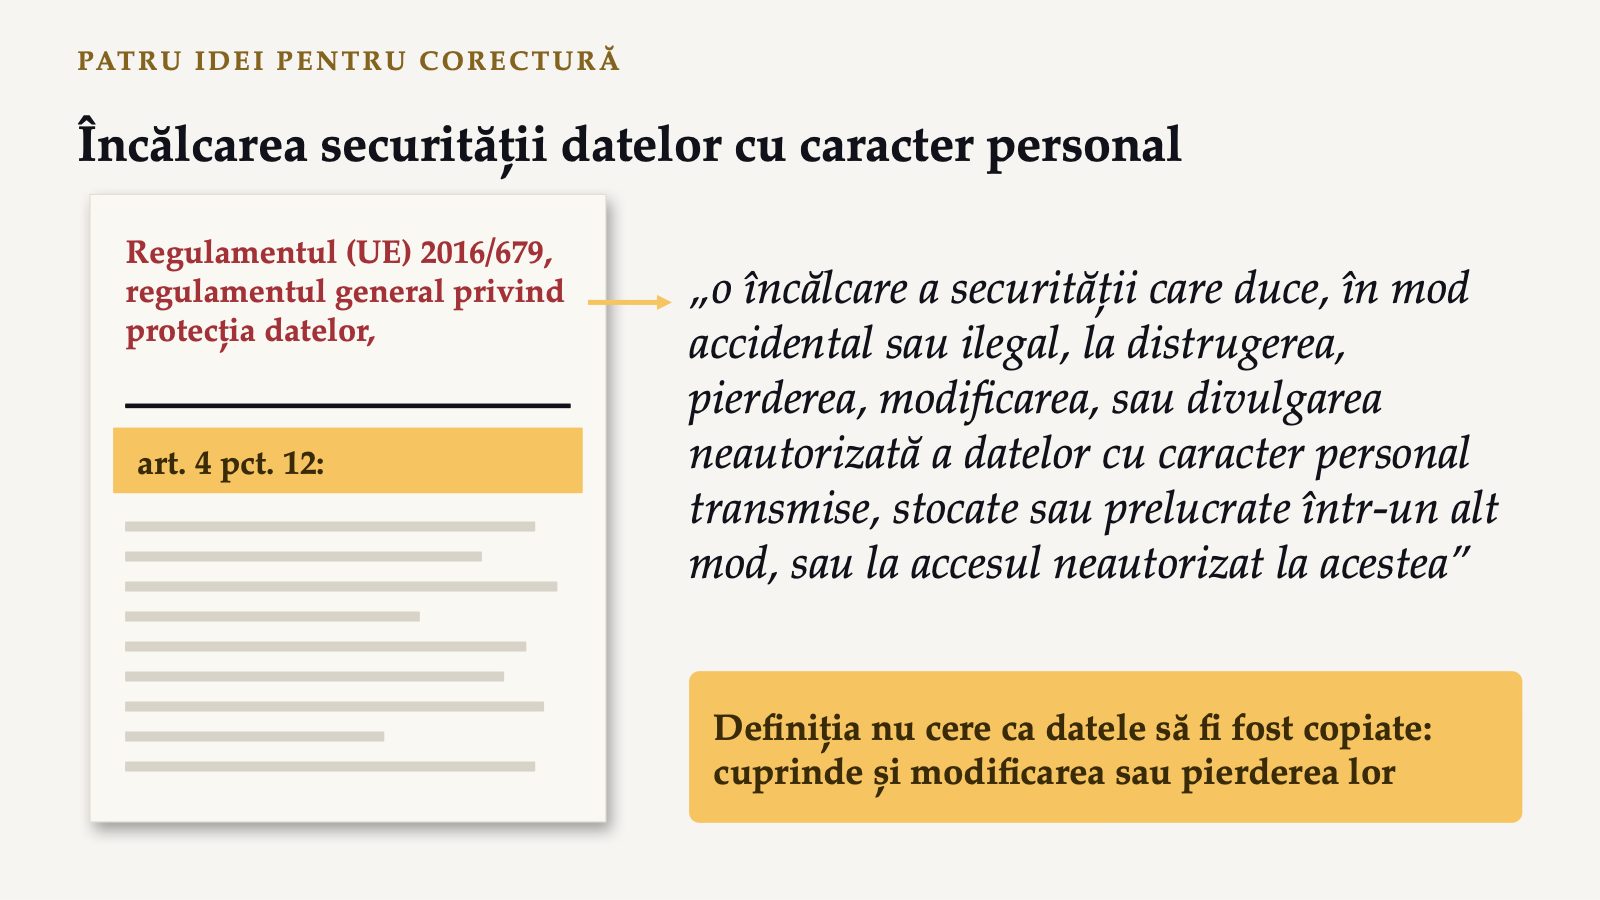 PATRU IDEI PENTRU CORECTURĂ
Încălcarea securității datelor cu caracter personal
Regulamentul (UE) 2016/679,
regulamentul general privind
protecția datelor,
art. 4 pct. 12:
„o încălcare a securității care duce, în mod
accidental sau ilegal, la distrugerea,
pierderea, modificarea, sau divulgarea
neautorizată a datelor cu caracter personal
transmise, stocate sau prelucrate într-un alt
mod, sau la accesul neautorizat la acestea”
Definiția nu cere ca datele să fi fost copiate:
cuprinde și modificarea sau pierderea lor